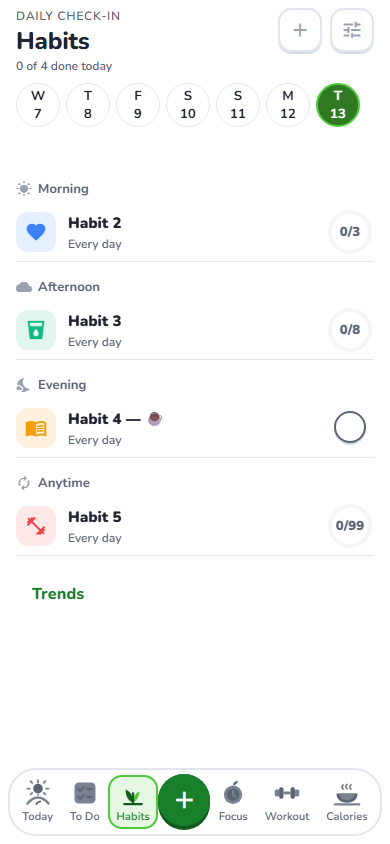 DAILY CHECK-IN
Habits
0 of 4 done today
W T F S S M T
7 8 9 10 11 12 13
Morning
Habit 2
Every day
0/3
Afternoon
Habit 3
Every day
0/8
Evening
Habit 4 —
Every day
Anytime
Habit 5
Every day
0/99
Trends
Today To Do Habits Focus Workout Calories